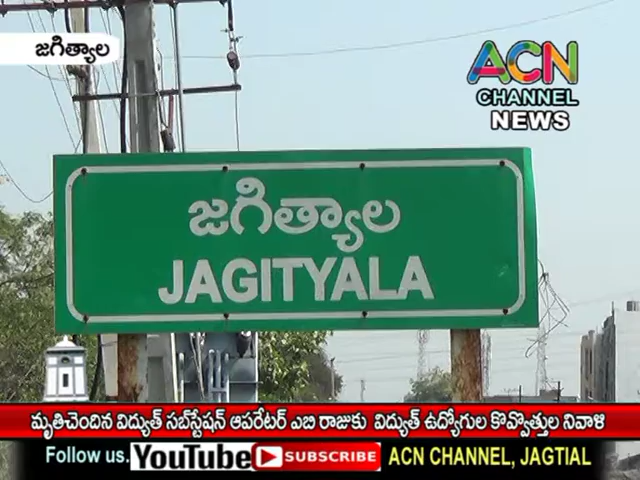 జగిత్యాల
ACN
CHANNEL
NEWS
జగిత్యాల
JAGITYALA
మృతిచెందిన విద్యుత్ సబ్‌స్టేషన్ ఆపరేటర్ ఎబి రాజుకు విద్యుత్ ఉద్యోగుల కొవ్వొత్తుల నివాళి
Follow us. YouTube SUBSCRIBE ACN CHANNEL, JAGTIAL